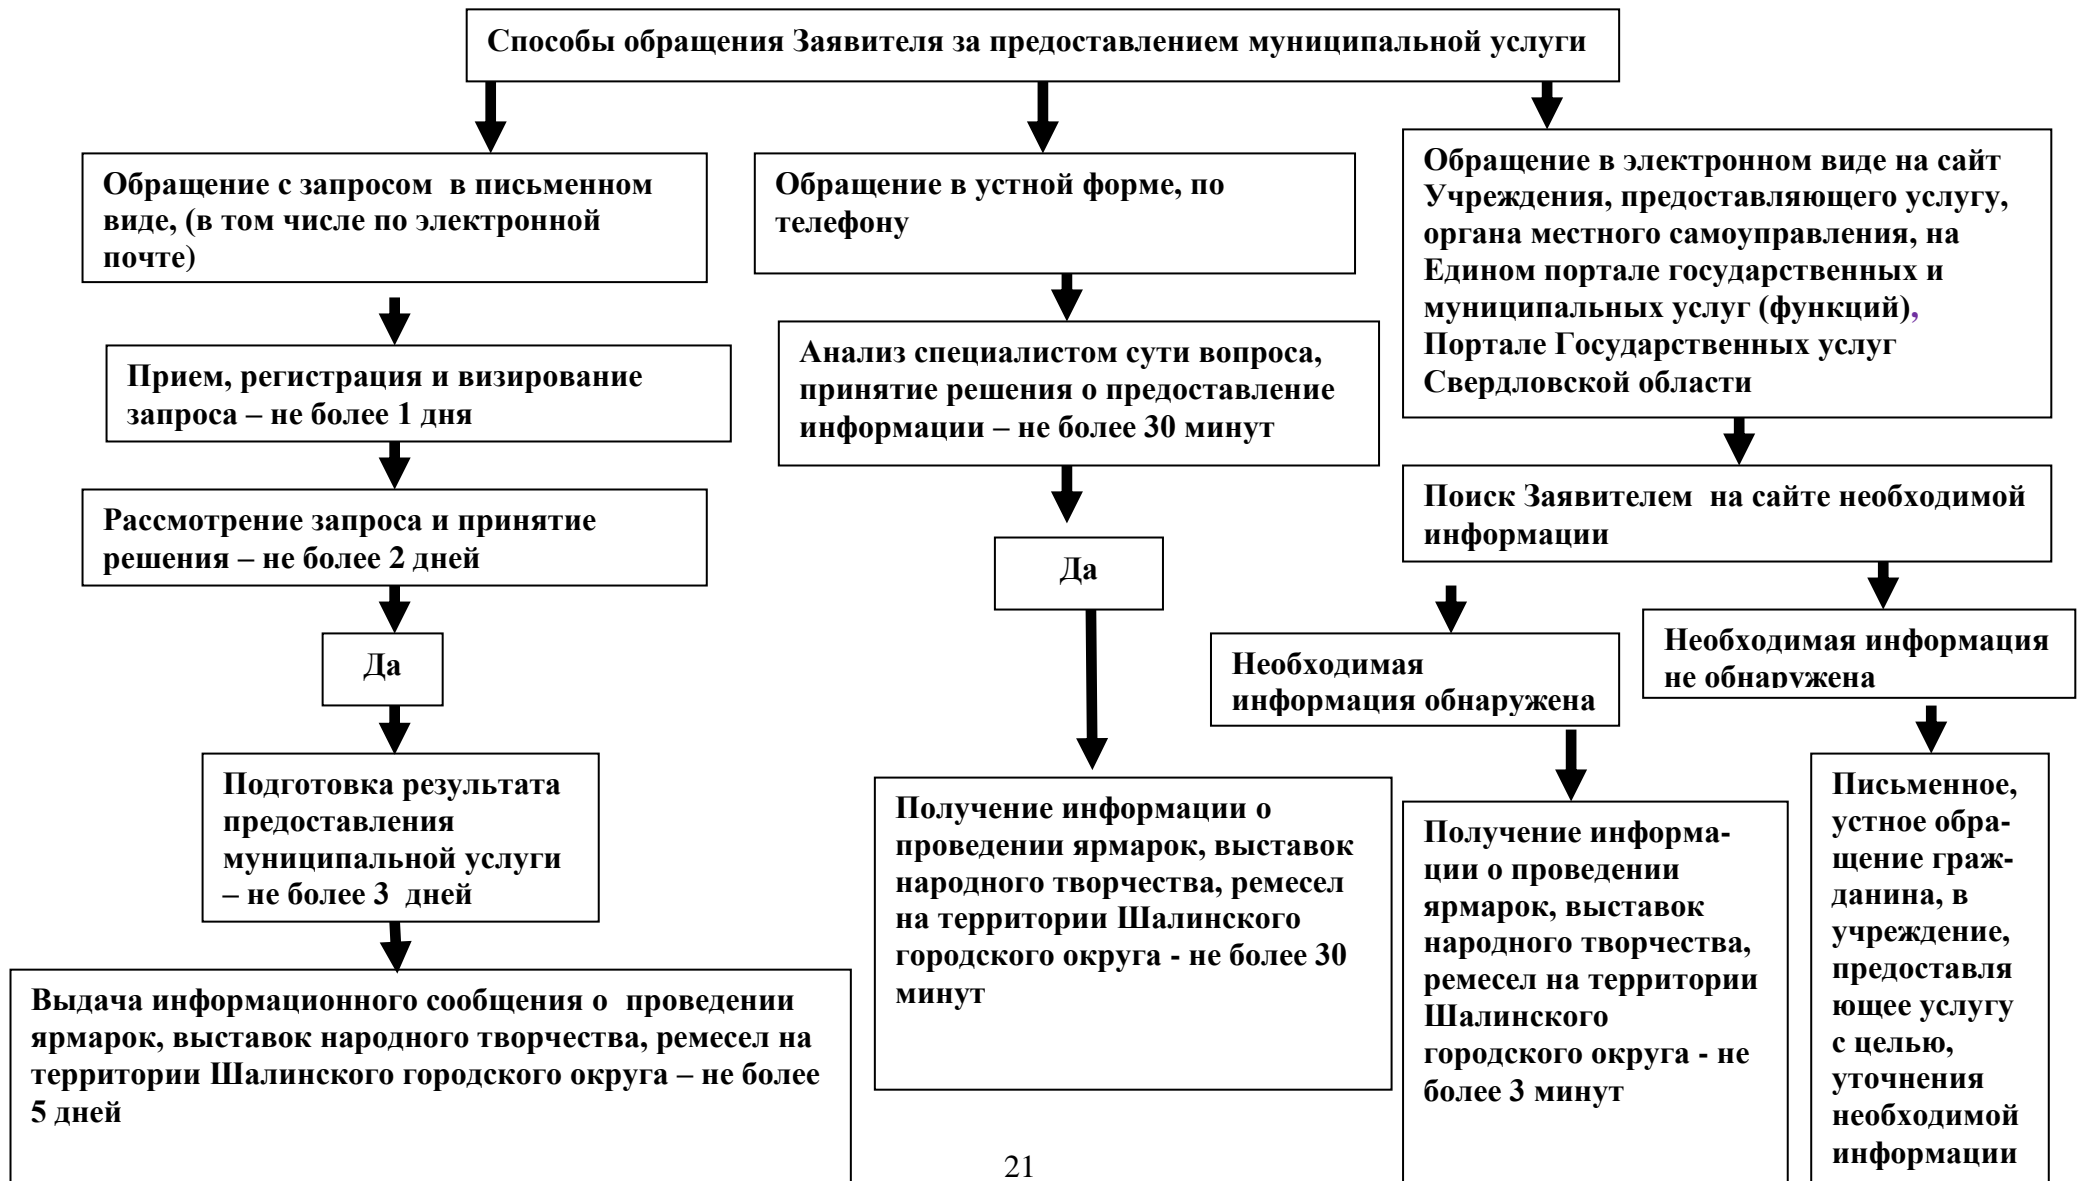 Способы обращения Заявителя за предоставлением муниципальной услуги
Обращение с запросом в письменном
виде, (в том числе по электронной
почте)
Прием, регистрация и визирование
запроса – не более 1 дня
Рассмотрение запроса и принятие
решения – не более 2 дней
Да
Подготовка результата
предоставления
муниципальной услуги
– не более 3 дней
Выдача информационного сообщения о проведении
ярмарок, выставок народного творчества, ремесел на
территории Шалинского городского округа – не более
5 дней
Обращение в устной форме, по
телефону
Анализ специалистом сути вопроса,
принятие решения о предоставление
информации – не более 30 минут
Да
Получение информации о
проведении ярмарок, выставок
народного творчества, ремесел
на территории Шалинского
городского округа - не более 30
минут
Обращение в электронном виде на сайт
Учреждения, предоставляющего услугу,
органа местного самоуправления, на
Едином портале государственных и
муниципальных услуг (функций),
Портале Государственных услуг
Свердловской области
Поиск Заявителем на сайте необходимой
информации
Необходимая
информация обнаружена
Получение информа-
ции о проведении
ярмарок, выставок
народного творчества,
ремесел на территории
Шалинского
городского округа - не
более 3 минут
Необходимая информация
не обнаружена
Письменное,
устное обра-
щение граж-
данина, в
учреждение,
предоставля
ющее услугу
с целью,
уточнения
необходимой
информации
21